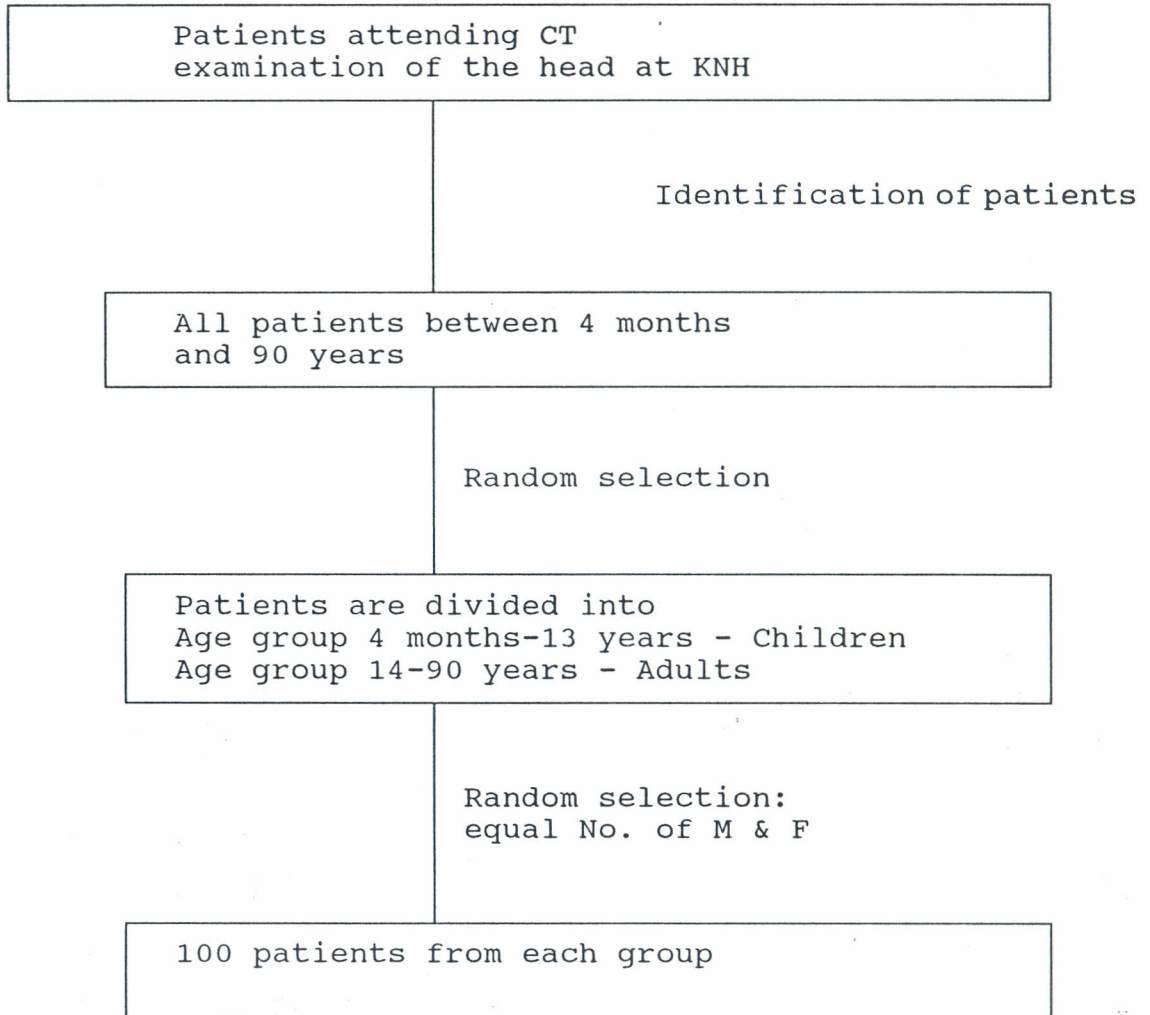 Patients attending CT
examination of the head at KNH
Identification of patients
All patients between 4 months
and 90 years
Random selection
Patients are divided into
Age group 4 months-13 years - Children
Age group 14-90 years - Adults
Random selection:
equal No. of M & F
100 patients from each group